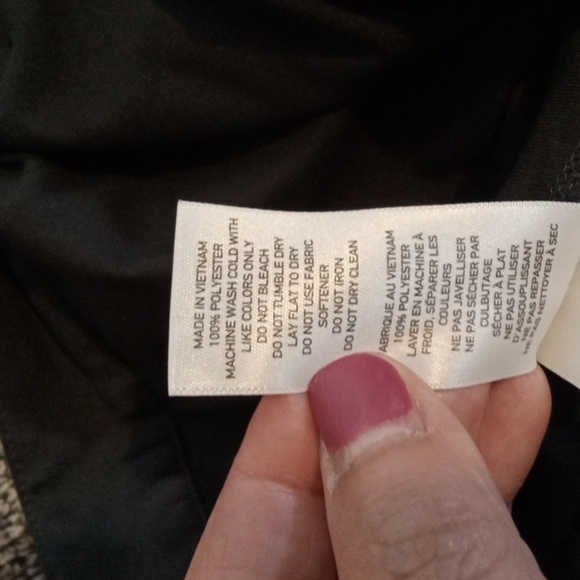 MADE IN VIETNAM
100% POLYESTER
MACHINE WASH COLD WITH
LIKE COLORS ONLY
DO NOT BLEACH
DO NOT TUMBLE DRY
LAY FLAT TO DRY
DO NOT USE FABRIC
SOFTENER
DO NOT IRON
DO NOT DRY CLEAN
FABRIQUE AU VIETNAM
100% POLYESTER
LAVER EN MACHINE À
FROID, SÉPARER LES
COULEURS
NE PAS JAVELLISER
NE PAS SÉCHER PAR
CULBUTAGE
SÉCHER À PLAT
NE PAS UTILISER
D'ASSOUPLISSANT
NE PAS REPASSER
NE PAS NETTOYER À SEC